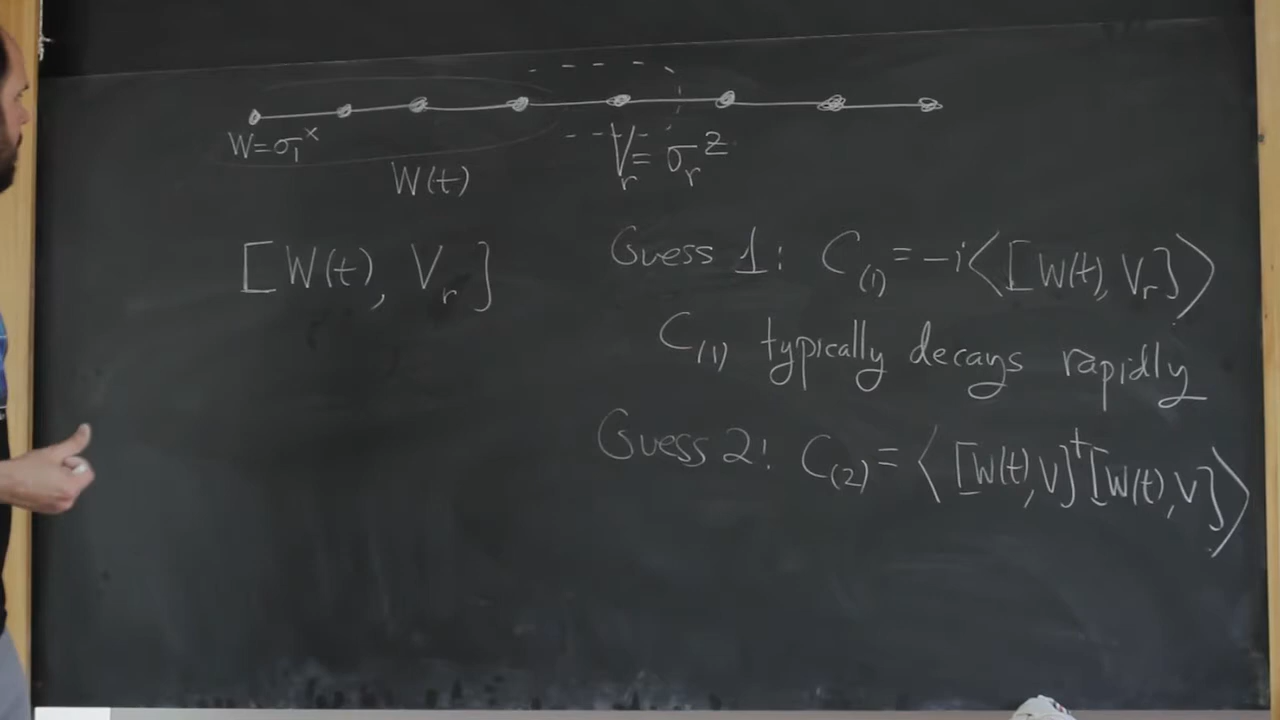 W=σ₁ˣ
W(t)
Vᵣ= σᵣᶻ
[W(t), Vᵣ]
Guess 1: C₍₁₎ = -i⟨[W(t), Vᵣ]⟩
C₍₁₎ typically decays rapidly
Guess 2: C₍₂₎ = ⟨[W(t),V]†[W(t),V]⟩